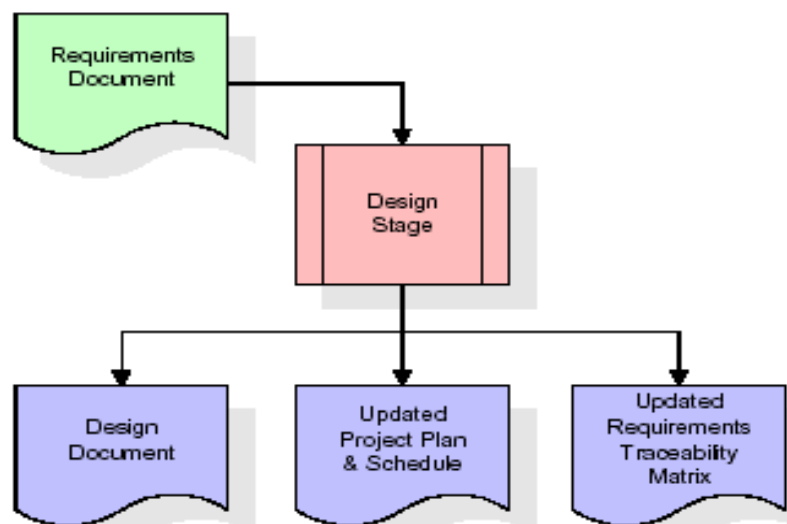 Requirements
Document
Design
Stage
Design
Document
Updated
Project Plan
& Schedule
Updated
Requirements
Traceability
Matrix